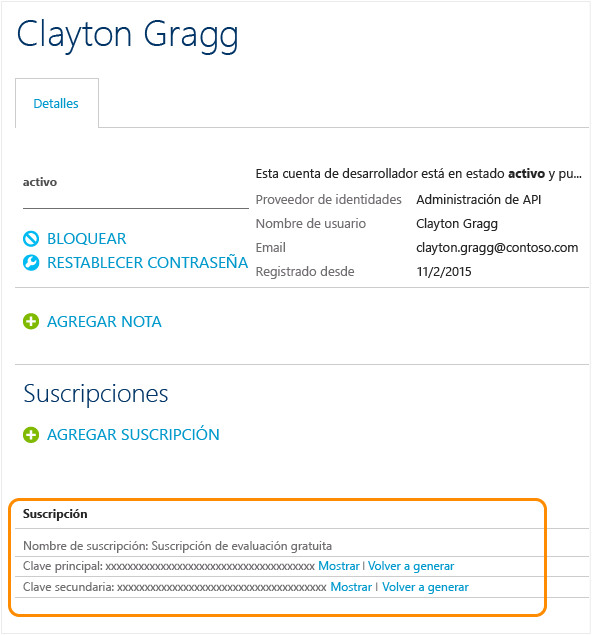 Clayton Gragg
Detalles
activo
Esta cuenta de desarrollador está en estado activo y pu...
Proveedor de identidades Administración de API
Nombre de usuario Clayton Gragg
Email clayton.gragg@contoso.com
Registrado desde 11/2/2015
BLOQUEAR
RESTABLECER CONTRASEÑA
AGREGAR NOTA
Suscripciones
AGREGAR SUSCRIPCIÓN
Suscripción
Nombre de suscripción: Suscripción de evaluación gratuita
Clave principal: xxxxxxxxxxxxxxxxxxxxxxxxxxxxxxxxxxxxxx Mostrar | Volver a generar
Clave secundaria: xxxxxxxxxxxxxxxxxxxxxxxxxxxxxxxxxxxxxx Mostrar | Volver a generar